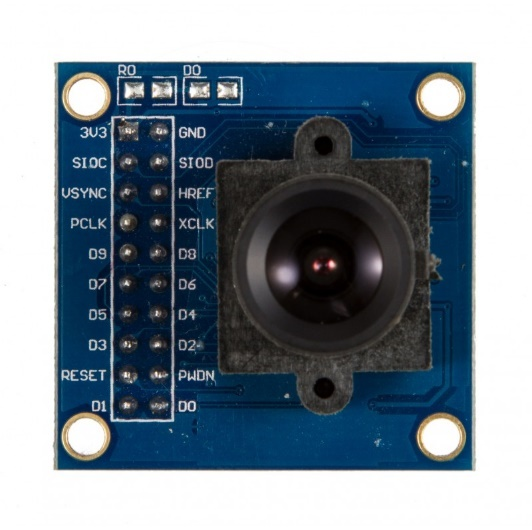 R0 D0
3V3 GND
SIOC SIOD
VSYNC HREF
PCLK XCLK
D9 D8
D7 D6
D5 D4
D3 D2
RESET PWDN
D1 D0